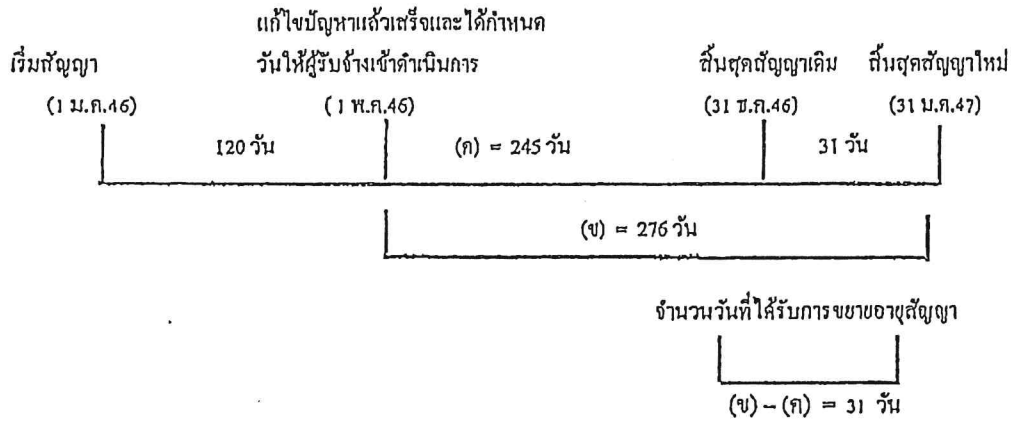 แก้ไขปัญหาแล้วเสร็จและได้กำหนด
เริ่มสัญญา วันให้ผู้รับจ้างเข้าดำเนินการ สิ้นสุดสัญญาเดิม สิ้นสุดสัญญาใหม่
(1 ม.ค.46) (1 พ.ค.46) (31 ธ.ค.46) (31 ม.ค.47)
120 วัน (ค) = 245 วัน 31 วัน
(ข) = 276 วัน
จำนวนวันที่ได้รับการขยายอายุสัญญา
(ข) – (ค) = 31 วัน